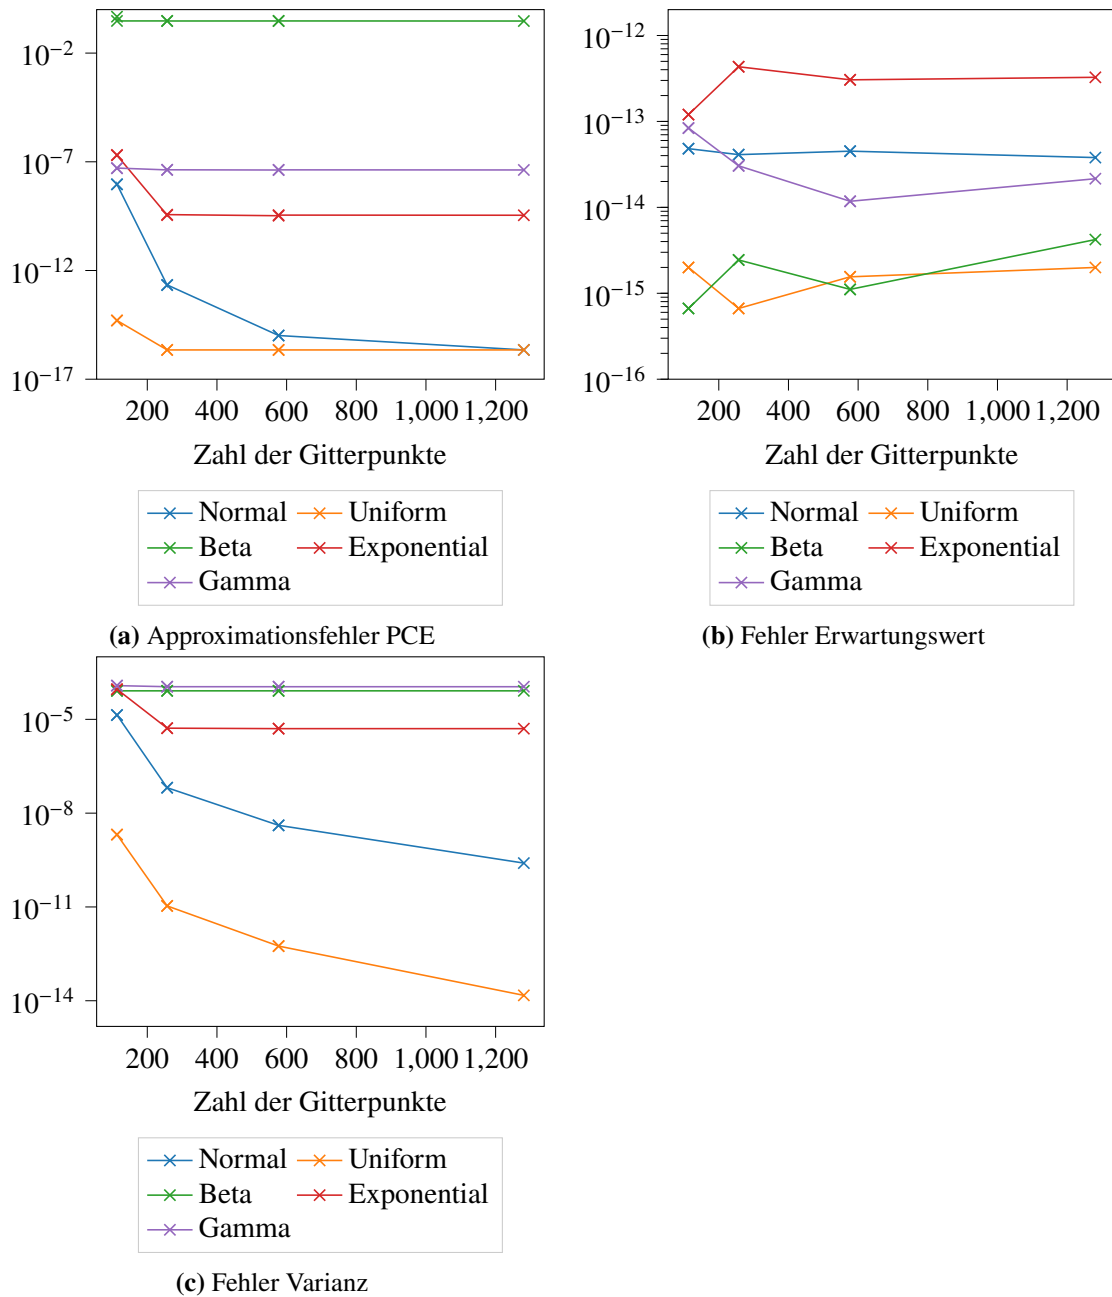 10−2
10−7
10−12
10−17
200 400 600 800 1,000 1,200
Zahl der Gitterpunkte
Normal Uniform
Beta Exponential
Gamma
(a) Approximationsfehler PCE
10−12
10−13
10−14
10−15
10−16
200 400 600 800 1,000 1,200
Zahl der Gitterpunkte
Normal Uniform
Beta Exponential
Gamma
(b) Fehler Erwartungswert
10−5
10−8
10−11
10−14
200 400 600 800 1,000 1,200
Zahl der Gitterpunkte
Normal Uniform
Beta Exponential
Gamma
(c) Fehler Varianz